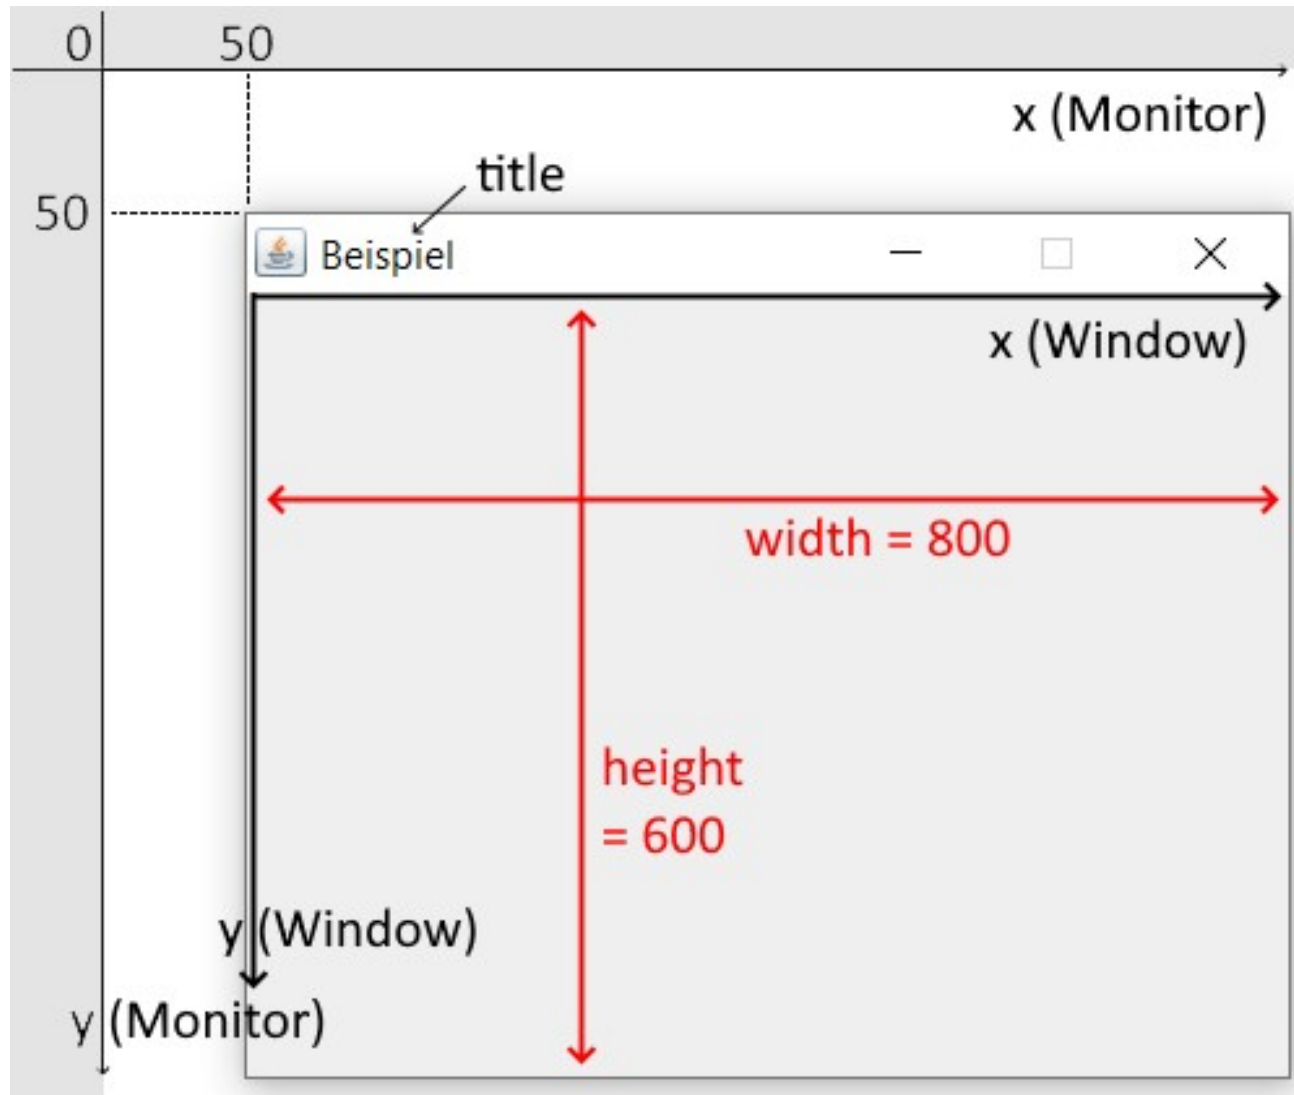 0 50
x (Monitor)
title
50
Beispiel
x (Window)
width = 800
height
= 600
y (Window)
y (Monitor)